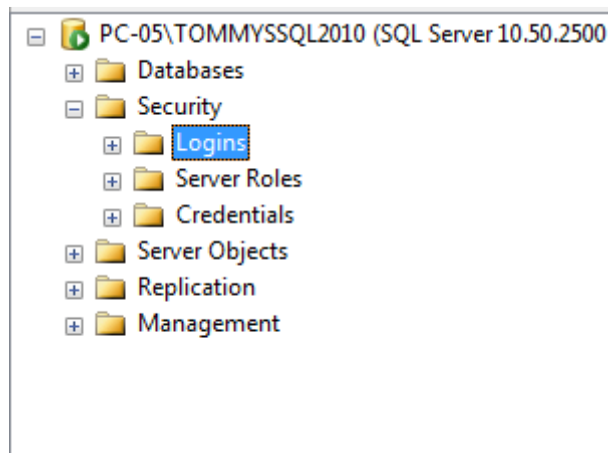 PC-05\TOMMYSSQL2010 (SQL Server 10.50.2500
Databases
Security
Logins
Server Roles
Credentials
Server Objects
Replication
Management